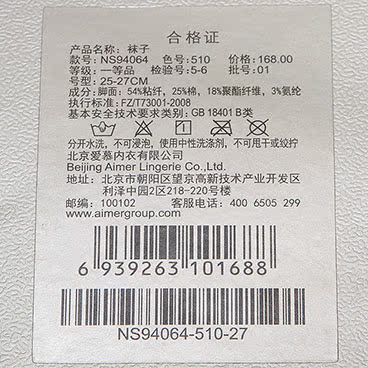 合格证
产品名称：袜子
款号：NS94064 色号：510 价格：168.00
等级：一等品 检验号：5-6 批号：01
号型：25-27CM
成分：脚面：54%粘纤，25%棉，18%聚酯纤维，3%氨纶
执行标准：FZ/T73001-2008
基本安全技术要求类别：GB 18401 B类
分开水洗，不可浸泡，使用中性洗涤剂，不可甩干或绞拧
北京爱慕内衣有限公司
Beijing Aimer Lingerie Co.,Ltd.
地址：北京市朝阳区望京高新技术产业开发区
利泽中园2区218-220号楼
邮编：100102 客服电话：400 6505 299
www.aimergroup.com
6 939263 101688
NS94064-510-27